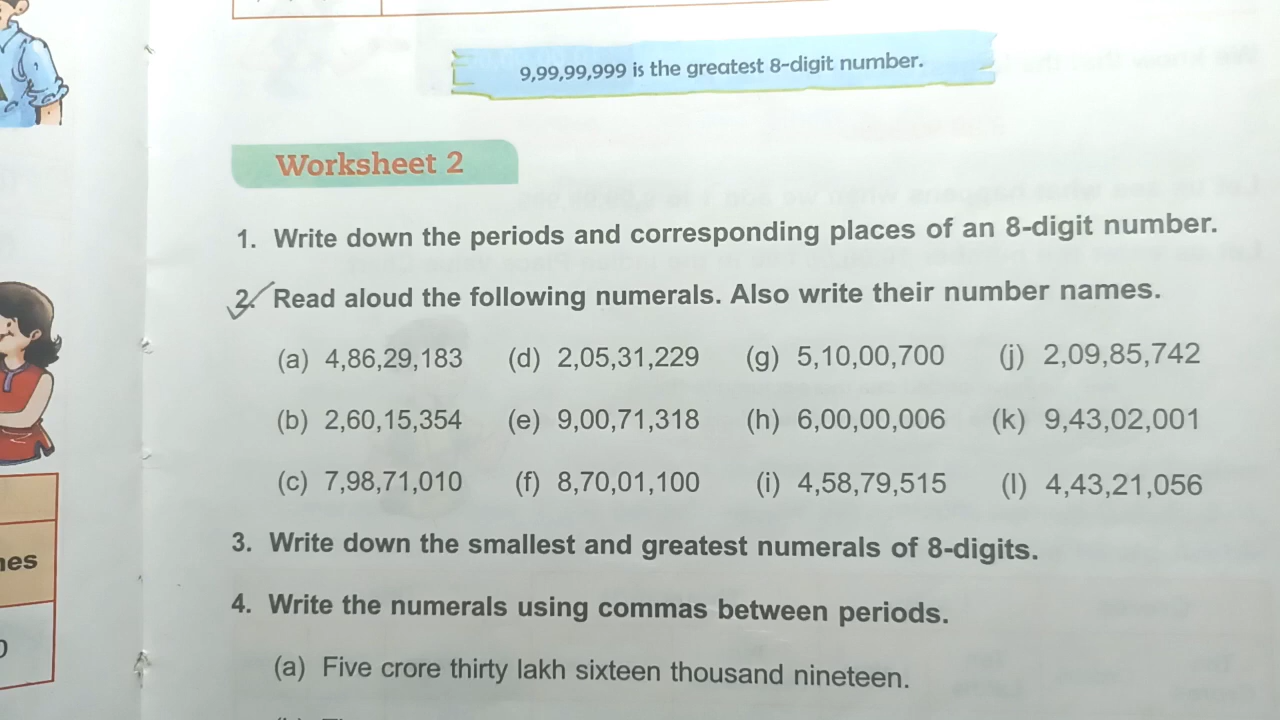 9,99,99,999 is the greatest 8-digit number.
Worksheet 2
1. Write down the periods and corresponding places of an 8-digit number.
2. Read aloud the following numerals. Also write their number names.
(a) 4,86,29,183 (d) 2,05,31,229 (g) 5,10,00,700 (j) 2,09,85,742
(b) 2,60,15,354 (e) 9,00,71,318 (h) 6,00,00,006 (k) 9,43,02,001
(c) 7,98,71,010 (f) 8,70,01,100 (i) 4,58,79,515 (l) 4,43,21,056
3. Write down the smallest and greatest numerals of 8-digits.
4. Write the numerals using commas between periods.
(a) Five crore thirty lakh sixteen thousand nineteen.